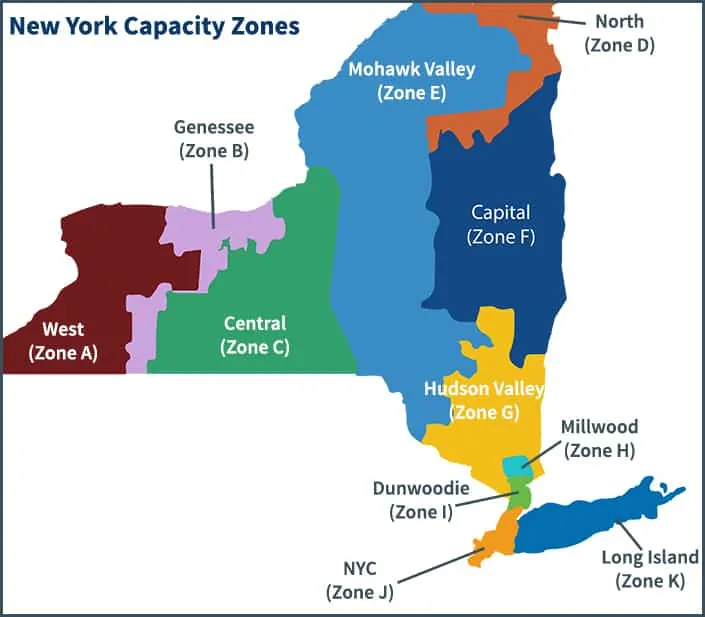 New York Capacity Zones
North
(Zone D)
Mohawk Valley
(Zone E)
Genessee
(Zone B)
Capital
(Zone F)
West
(Zone A)
Central
(Zone C)
Hudson Valley
(Zone G)
Millwood
(Zone H)
Dunwoodie
(Zone I)
NYC
(Zone J)
Long Island
(Zone K)